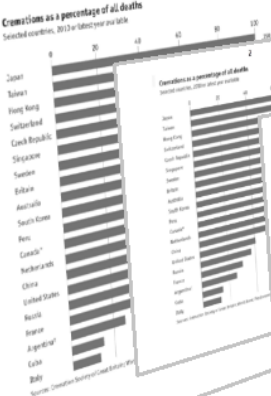 Cremations as a percentage of all deaths
Selected countries, 2013 or latest year available
0 20 40 60 80 100
Japan
Taiwan
Hong Kong
Switzerland
Czech Republic
Singapore
Sweden
Britain
Australia
South Korea
Peru
Canada*
Netherlands
China
United States
Russia
France
Argentina†
Cuba
Italy
Sources: Cremation Society of Great Britain;
2
Cremations as a percentage of all deaths
Selected countries, 2013 or latest year available
Japan
Taiwan
Hong Kong
Switzerland
Czech Republic
Singapore
Sweden
Britain
Australia
South Korea
Peru
Canada*
Netherlands
China
United States
Russia
France
Argentina†
Cuba
Italy